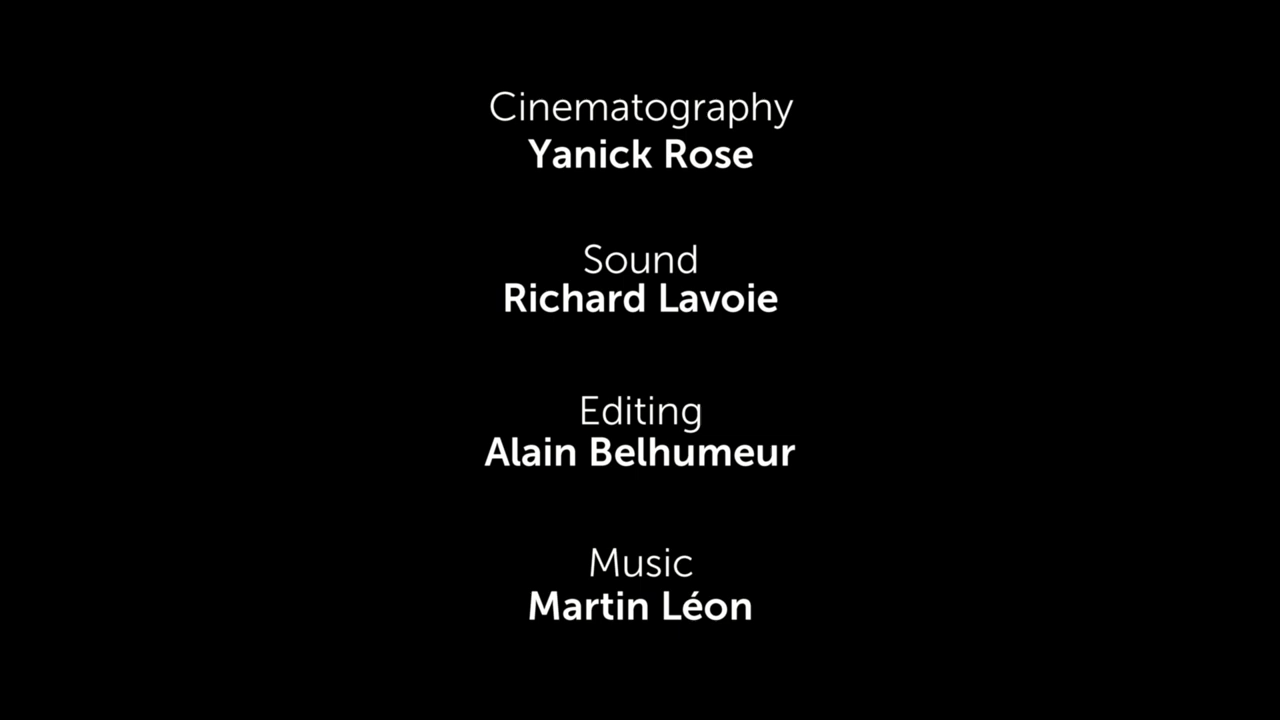 Cinematography
Yanick Rose
Sound
Richard Lavoie
Editing
Alain Belhumeur
Music
Martin Léon